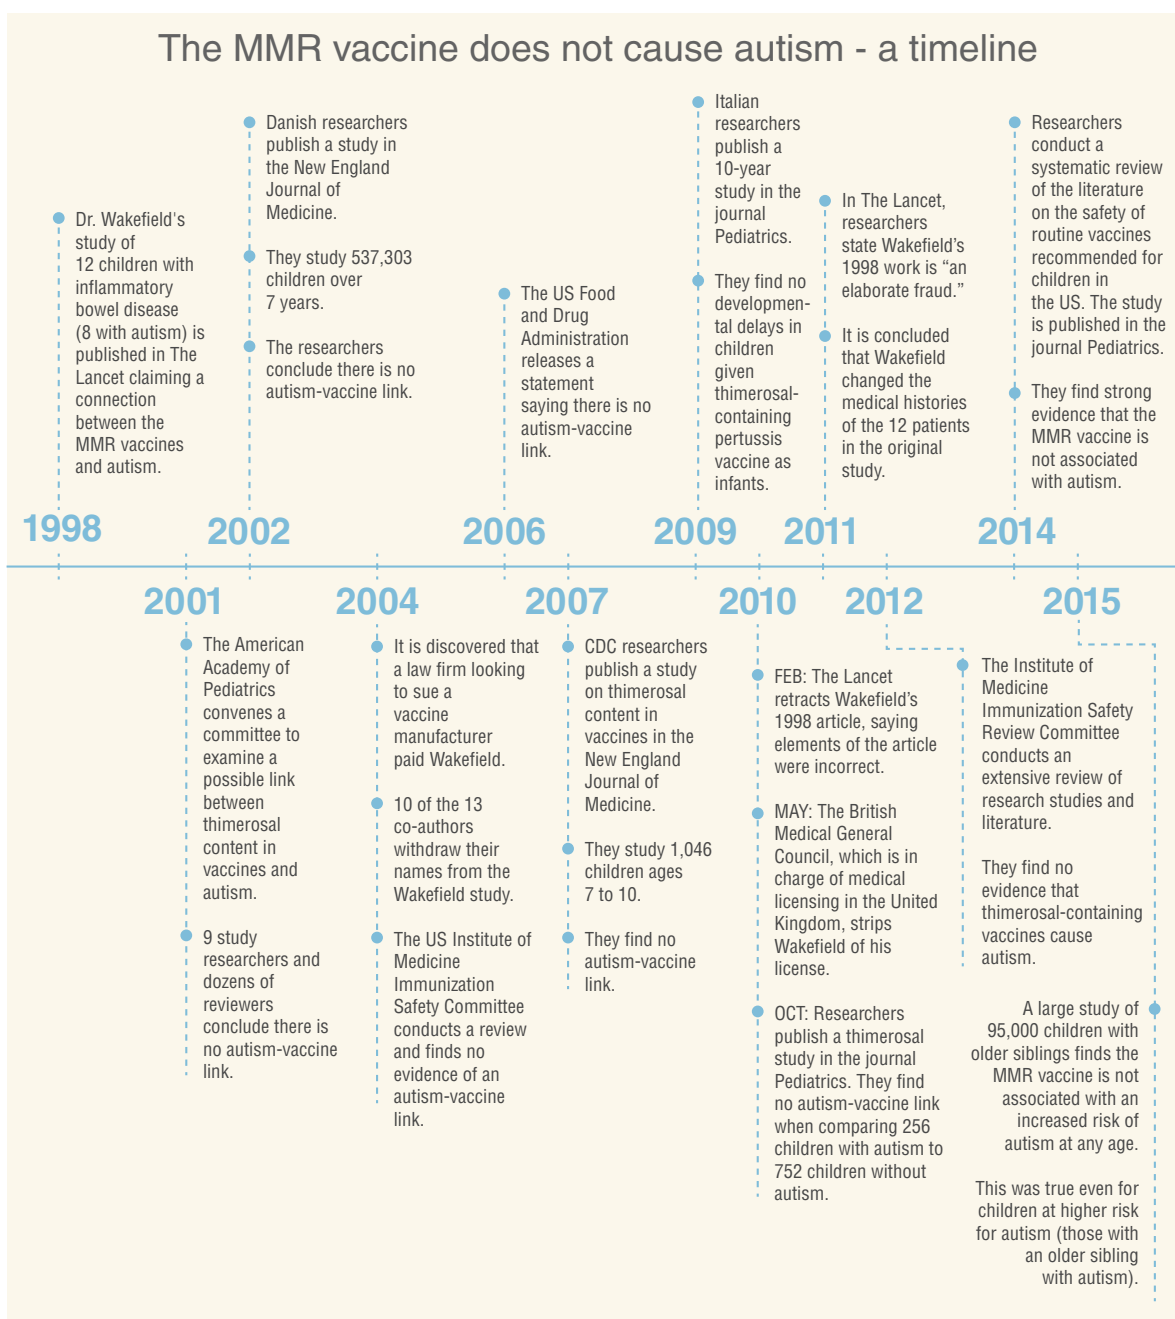 The MMR vaccine does not cause autism - a timeline
1998
Dr. Wakefield's
study of
12 children with
inflammatory
bowel disease
(8 with autism) is
published in The
Lancet claiming a
connection
between the
MMR vaccines
and autism.
2001
The American
Academy of
Pediatrics
convenes a
committee to
examine a
possible link
between
thimerosal
content in
vaccines and
autism.
9 study
researchers and
dozens of
reviewers
conclude there is
no autism-vaccine
link.
2002
Danish researchers
publish a study in
the New England
Journal of
Medicine.
They study 537,303
children over
7 years.
The researchers
conclude there is no
autism-vaccine link.
2004
It is discovered that
a law firm looking
to sue a
vaccine
manufacturer
paid Wakefield.
10 of the 13
co-authors
withdraw their
names from the
Wakefield study.
The US Institute of
Medicine
Immunization
Safety Committee
conducts a review
and finds no
evidence of an
autism-vaccine
link.
2006
The US Food
and Drug
Administration
releases a
statement
saying there is no
autism-vaccine
link.
2007
CDC researchers
publish a study
on thimerosal
content in
vaccines in the
New England
Journal of
Medicine.
They study 1,046
children ages
7 to 10.
They find no
autism-vaccine
link.
2009
Italian
researchers
publish a
10-year
study in the
journal
Pediatrics.
They find no
developmen-
tal delays in
children
given
thimerosal-
containing
pertussis
vaccine as
infants.
2010
FEB: The Lancet
retracts Wakefield’s
1998 article, saying
elements of the article
were incorrect.
MAY: The British
Medical General
Council, which is in
charge of medical
licensing in the United
Kingdom, strips
Wakefield of his
license.
OCT: Researchers
publish a thimerosal
study in the journal
Pediatrics. They find
no autism-vaccine link
when comparing 256
children with autism to
752 children without
autism.
2011
In The Lancet,
researchers
state Wakefield’s
1998 work is “an
elaborate fraud.”
It is concluded
that Wakefield
changed the
medical histories
of the 12 patients
in the original
study.
2012
The Institute of
Medicine
Immunization Safety
Review Committee
conducts an
extensive review of
research studies and
literature.
They find no
evidence that
thimerosal-containing
vaccines cause
autism.
2014
Researchers
conduct a
systematic review
of the literature
on the safety of
routine vaccines
recommended for
children in
the US. The study
is published in the
journal Pediatrics.
They find strong
evidence that the
MMR vaccine is
not associated
with autism.
2015
A large study of
95,000 children with
older siblings finds the
MMR vaccine is not
associated with an
increased risk of
autism at any age.
This was true even for
children at higher risk
for autism (those with
an older sibling
with autism).